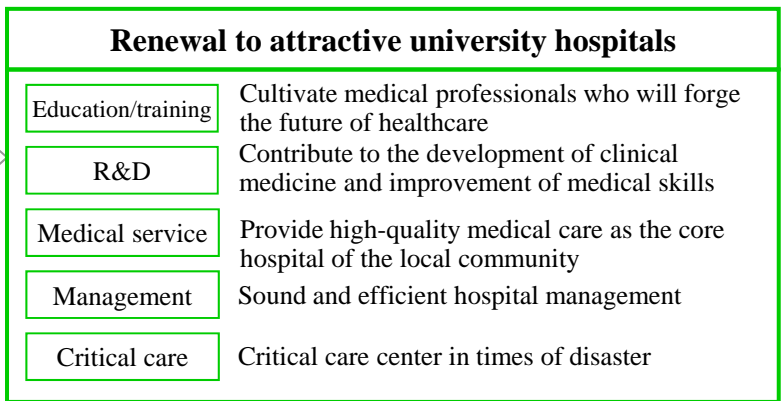 Renewal to attractive university hospitals
Education/training
Cultivate medical professionals who will forge
the future of healthcare
R&D
Contribute to the development of clinical
medicine and improvement of medical skills
Medical service
Provide high-quality medical care as the core
hospital of the local community
Management
Sound and efficient hospital management
Critical care
Critical care center in times of disaster